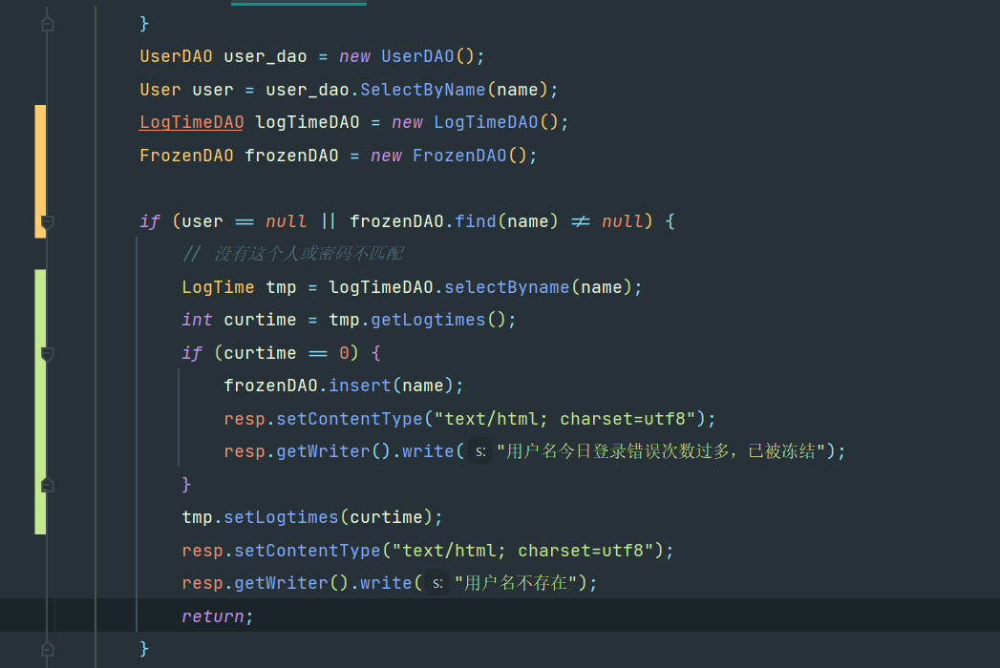 }
UserDAO user_dao = new UserDAO();
User user = user_dao.SelectByName(name);
LogTimeDAO logTimeDAO = new LogTimeDAO();
FrozenDAO frozenDAO = new FrozenDAO();
if (user == null || frozenDAO.find(name) != null) {
// 没有这个人或密码不匹配
LogTime tmp = logTimeDAO.selectByname(name);
int curtime = tmp.getLogtimes();
if (curtime == 0) {
frozenDAO.insert(name);
resp.setContentType("text/html; charset=utf8");
resp.getWriter().write( s: "用户名今日登录错误次数过多，已被冻结");
}
tmp.setLogtimes(curtime);
resp.setContentType("text/html; charset=utf8");
resp.getWriter().write( s: "用户名不存在");
return;
}